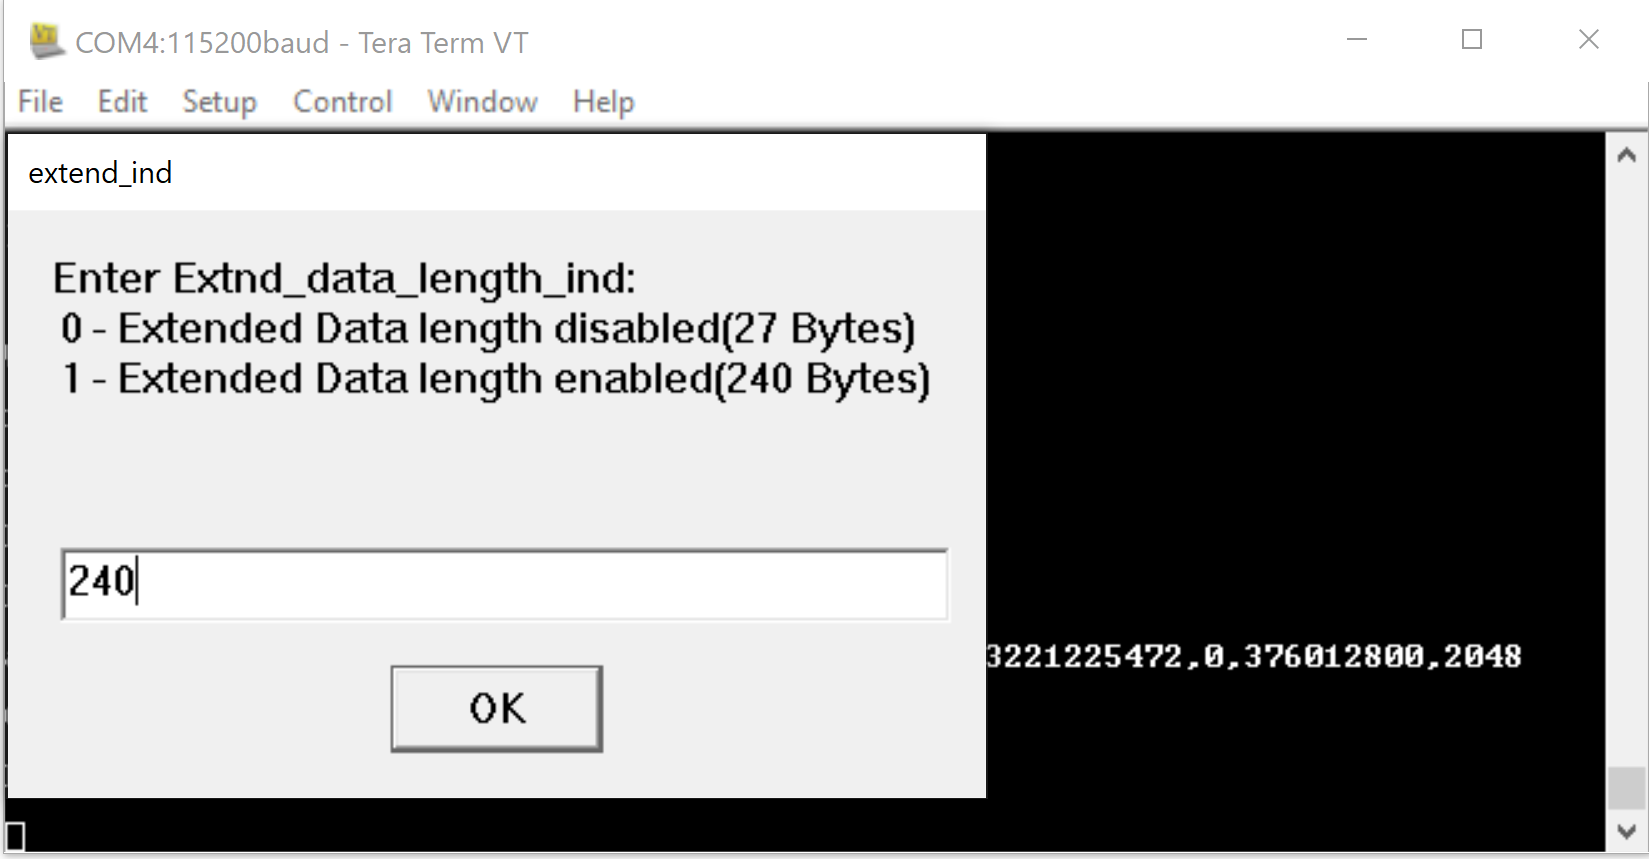 COM4:115200baud - Tera Term VT
File Edit Setup Control Window Help
extend_ind
Enter Extnd_data_length_ind:
0 - Extended Data length disabled(27 Bytes)
1 - Extended Data length enabled(240 Bytes)
240
3221225472,0,376012800,2048
OK